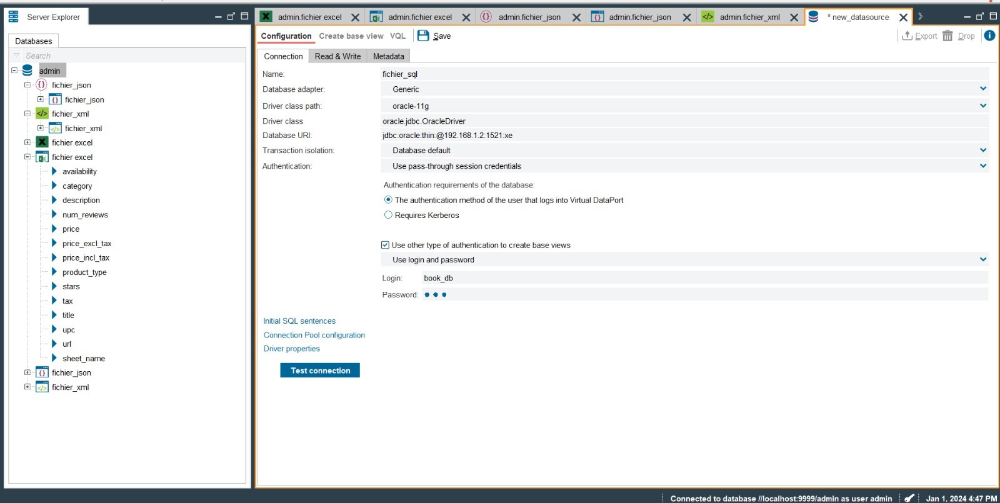 Server Explorer
Databases
Search
admin
fichier_json
fichier_json
fichier_xml
fichier_xml
fichier excel
fichier excel
availability
category
description
num_reviews
price
price_excl_tax
price_incl_tax
product_type
stars
tax
title
upc
url
sheet_name
fichier_json
fichier_xml
admin.fichier excel admin.fichier excel admin.fichier_json admin.fichier_json admin.fichier_xml * new_datasource
Configuration Create base view VQL Save Export Drop
Connection Read & Write Metadata
Name: fichier_sql
Database adapter: Generic
Driver class path: oracle-11g
Driver class oracle.jdbc.OracleDriver
Database URI: jdbc:oracle:thin:@192.168.1.2:1521:xe
Transaction isolation: Database default
Authentication: Use pass-through session credentials
Authentication requirements of the database:
The authentication method of the user that logs into Virtual DataPort
Requires Kerberos
Use other type of authentication to create base views
Use login and password
Login: book_db
Password:
Initial SQL sentences
Connection Pool configuration
Driver properties
Test connection
Connected to database //localhost:9999/admin as user admin Jan 1, 2024 4:47 PM